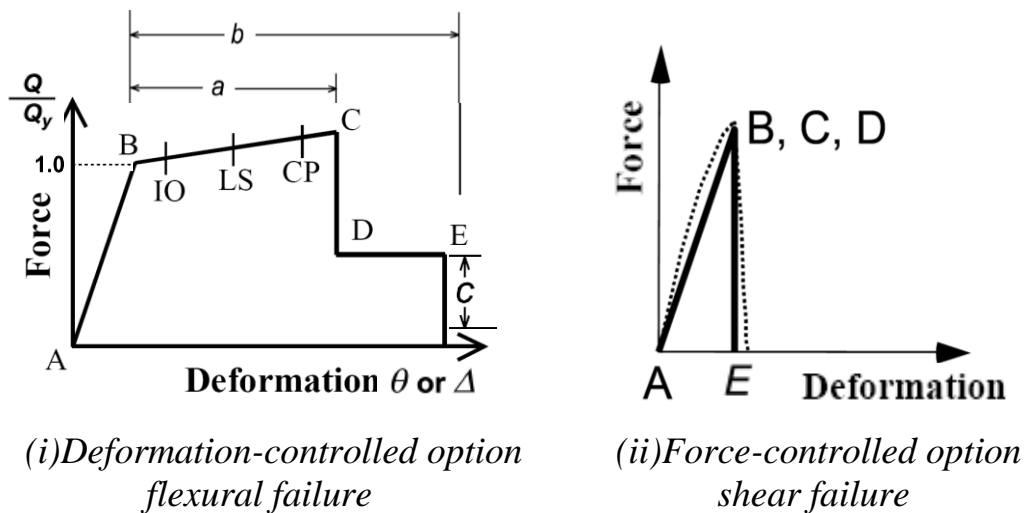 b
a
Q
Qy
1.0
B
C
IO
LS
CP
D
E
C
Force
A
Deformation θ or Δ
(i)Deformation-controlled option
flexural failure
Force
B, C, D
A
E
Deformation
(ii)Force-controlled option
shear failure